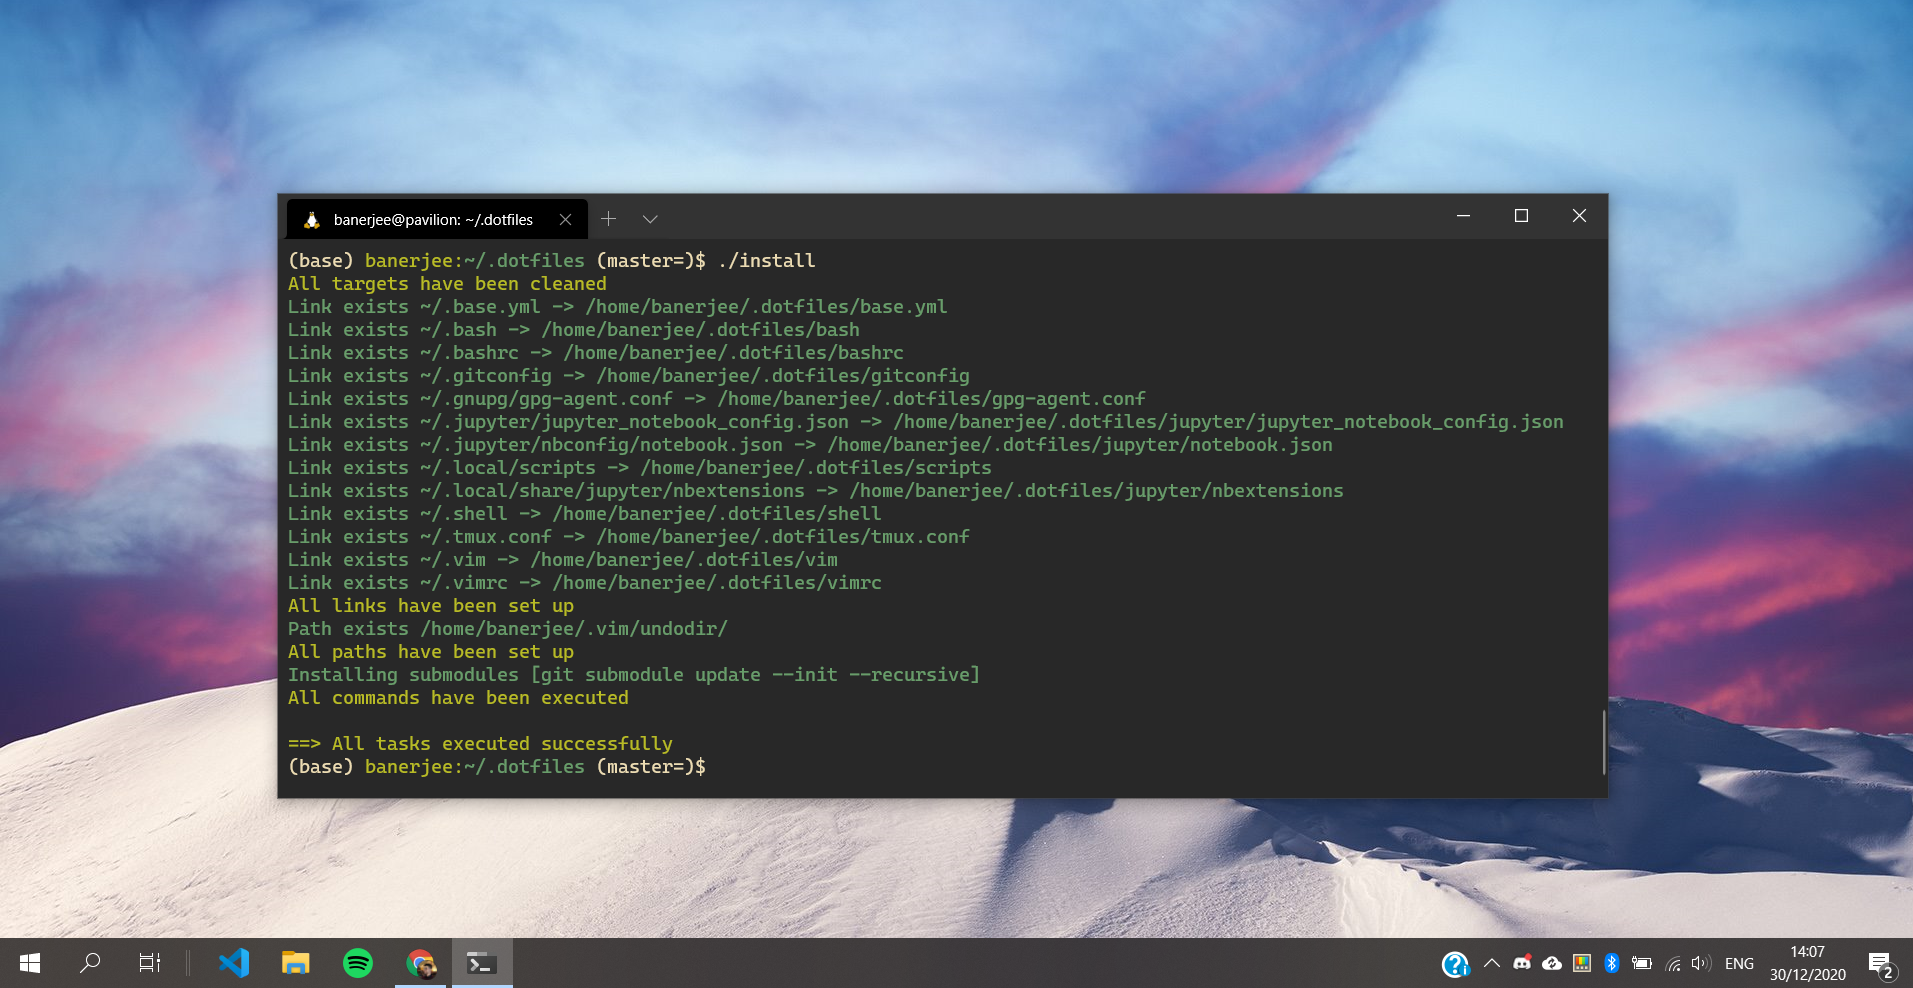 banerjee@pavilion: ~/.dotfiles
(base) banerjee:~/.dotfiles (master=)$ ./install
All targets have been cleaned
Link exists ~/.base.yml -> /home/banerjee/.dotfiles/base.yml
Link exists ~/.bash -> /home/banerjee/.dotfiles/bash
Link exists ~/.bashrc -> /home/banerjee/.dotfiles/bashrc
Link exists ~/.gitconfig -> /home/banerjee/.dotfiles/gitconfig
Link exists ~/.gnupg/gpg-agent.conf -> /home/banerjee/.dotfiles/gpg-agent.conf
Link exists ~/.jupyter/jupyter_notebook_config.json -> /home/banerjee/.dotfiles/jupyter/jupyter_notebook_config.json
Link exists ~/.jupyter/nbconfig/notebook.json -> /home/banerjee/.dotfiles/jupyter/notebook.json
Link exists ~/.local/scripts -> /home/banerjee/.dotfiles/scripts
Link exists ~/.local/share/jupyter/nbextensions -> /home/banerjee/.dotfiles/jupyter/nbextensions
Link exists ~/.shell -> /home/banerjee/.dotfiles/shell
Link exists ~/.tmux.conf -> /home/banerjee/.dotfiles/tmux.conf
Link exists ~/.vim -> /home/banerjee/.dotfiles/vim
Link exists ~/.vimrc -> /home/banerjee/.dotfiles/vimrc
All links have been set up
Path exists /home/banerjee/.vim/undodir/
All paths have been set up
Installing submodules [git submodule update --init --recursive]
All commands have been executed
==> All tasks executed successfully
(base) banerjee:~/.dotfiles (master=)$
ENG
14:07
30/12/2020
2